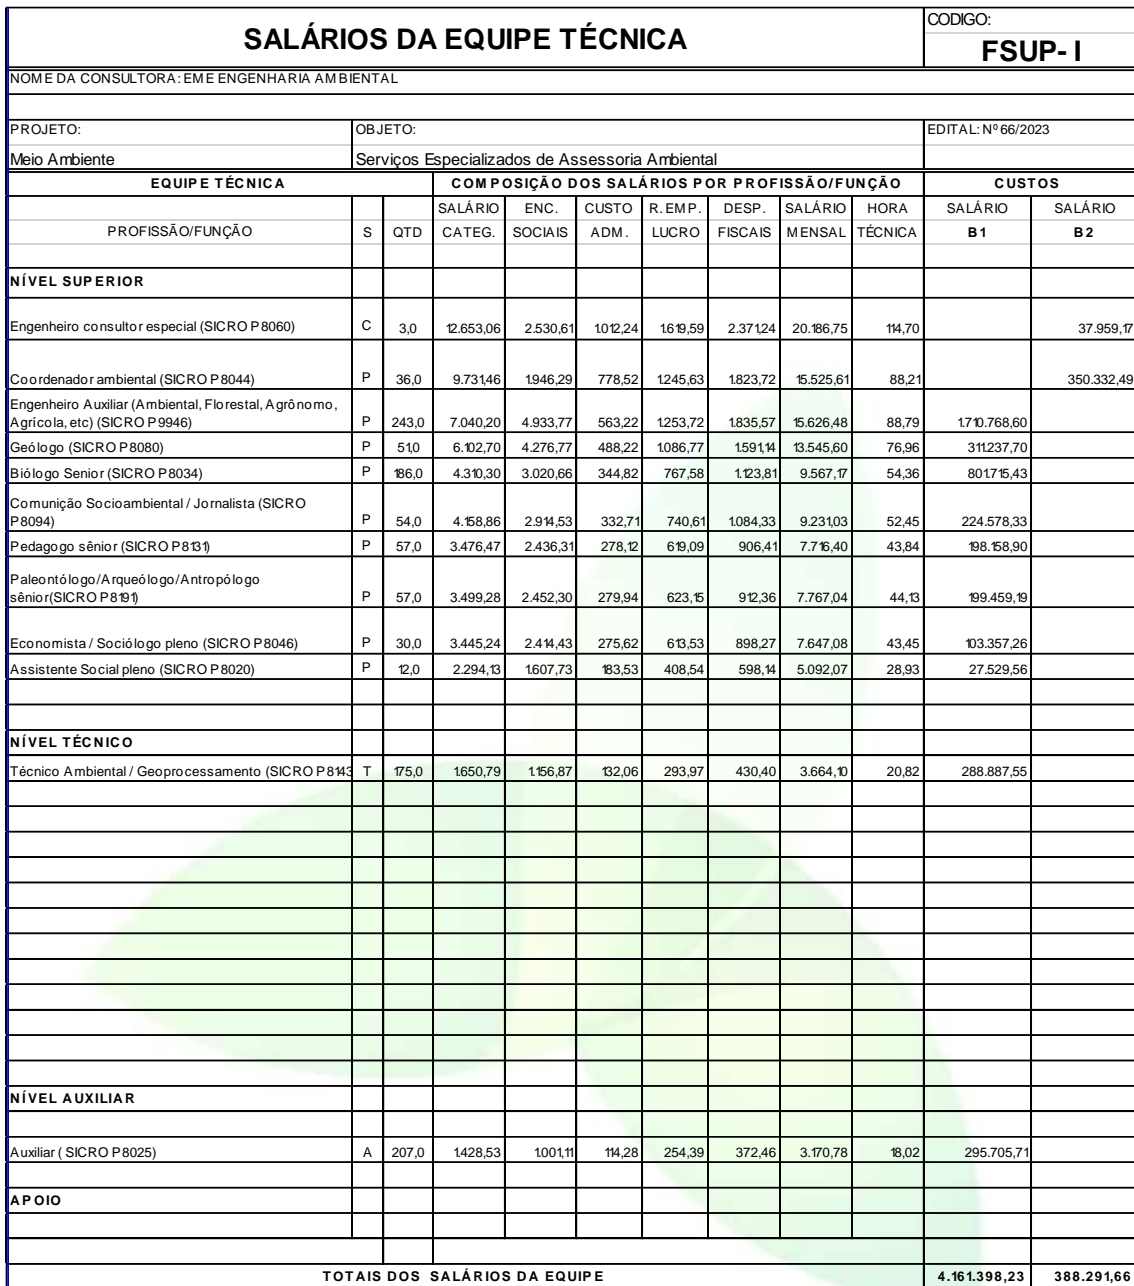 SALÁRIOS DA EQUIPE TÉCNICA
CODIGO:
FSUP- I
NOME DA CONSULTORA: EME ENGENHARIA AMBIENTAL
PROJETO: OBJETO: EDITAL: Nº 66/2023
Meio Ambiente Serviços Especializados de Assessoria Ambiental
EQUIPE TÉCNICA COMPOSIÇÃO DOS SALÁRIOS POR PROFISSÃO/FUNÇÃO CUSTOS
SALÁRIO ENC. CUSTO R. EMP. DESP. SALÁRIO HORA SALÁRIO SALÁRIO
PROFISSÃO/FUNÇÃO S QTD CATEG. SOCIAIS ADM. LUCRO FISCAIS MENSAL TÉCNICA B1 B2
NÍVEL SUPERIOR
Engenheiro consultor especial (SICRO P8060) C 3,0 12.653,06 2.530,61 1.012,24 1.619,59 2.371,24 20.186,75 114,70 37.959,17
Coordenador ambiental (SICRO P8044) P 36,0 9.731,46 1.946,29 778,52 1.245,63 1.823,72 15.525,61 88,21 350.332,49
Engenheiro Auxiliar (Ambiental, Florestal, Agrônomo,
Agrícola, etc) (SICRO P9946) P 243,0 7.040,20 4.933,77 563,22 1.253,72 1.835,57 15.626,48 88,79 1.710.768,60
Geólogo (SICRO P8080) P 51,0 6.102,70 4.276,77 488,22 1.086,77 1.591,14 13.545,60 76,96 311.237,70
Biólogo Senior (SICRO P8034) P 186,0 4.310,30 3.020,66 344,82 767,58 1.123,81 9.567,17 54,36 801.715,43
Comunição Socioambiental / Jornalista (SICRO
P8094) P 54,0 4.158,86 2.914,53 332,71 740,61 1.084,33 9.231,03 52,45 224.578,33
Pedagogo sênior (SICRO P8131) P 57,0 3.476,47 2.436,31 278,12 619,09 906,41 7.716,40 43,84 198.158,90
Paleontólogo/Arqueólogo/Antropólogo
sênior(SICRO P8191) P 57,0 3.499,28 2.452,30 279,94 623,15 912,36 7.767,04 44,13 199.459,19
Economista / Sociólogo pleno (SICRO P8046) P 30,0 3.445,24 2.414,43 275,62 613,53 898,27 7.647,08 43,45 103.357,26
Assistente Social pleno (SICRO P8020) P 12,0 2.294,13 1.607,73 183,53 408,54 598,14 5.092,07 28,93 27.529,56
NÍVEL TÉCNICO
Técnico Ambiental / Geoprocessamento (SICRO P8143 T 175,0 1.650,79 1.156,87 132,06 293,97 430,40 3.664,10 20,82 288.887,55
NÍVEL AUXILIAR
Auxiliar ( SICRO P8025) A 207,0 1.428,53 1.001,11 114,28 254,39 372,46 3.170,78 18,02 295.705,71
APOIO
TOTAIS DOS SALÁRIOS DA EQUIPE 4.161.398,23 388.291,66